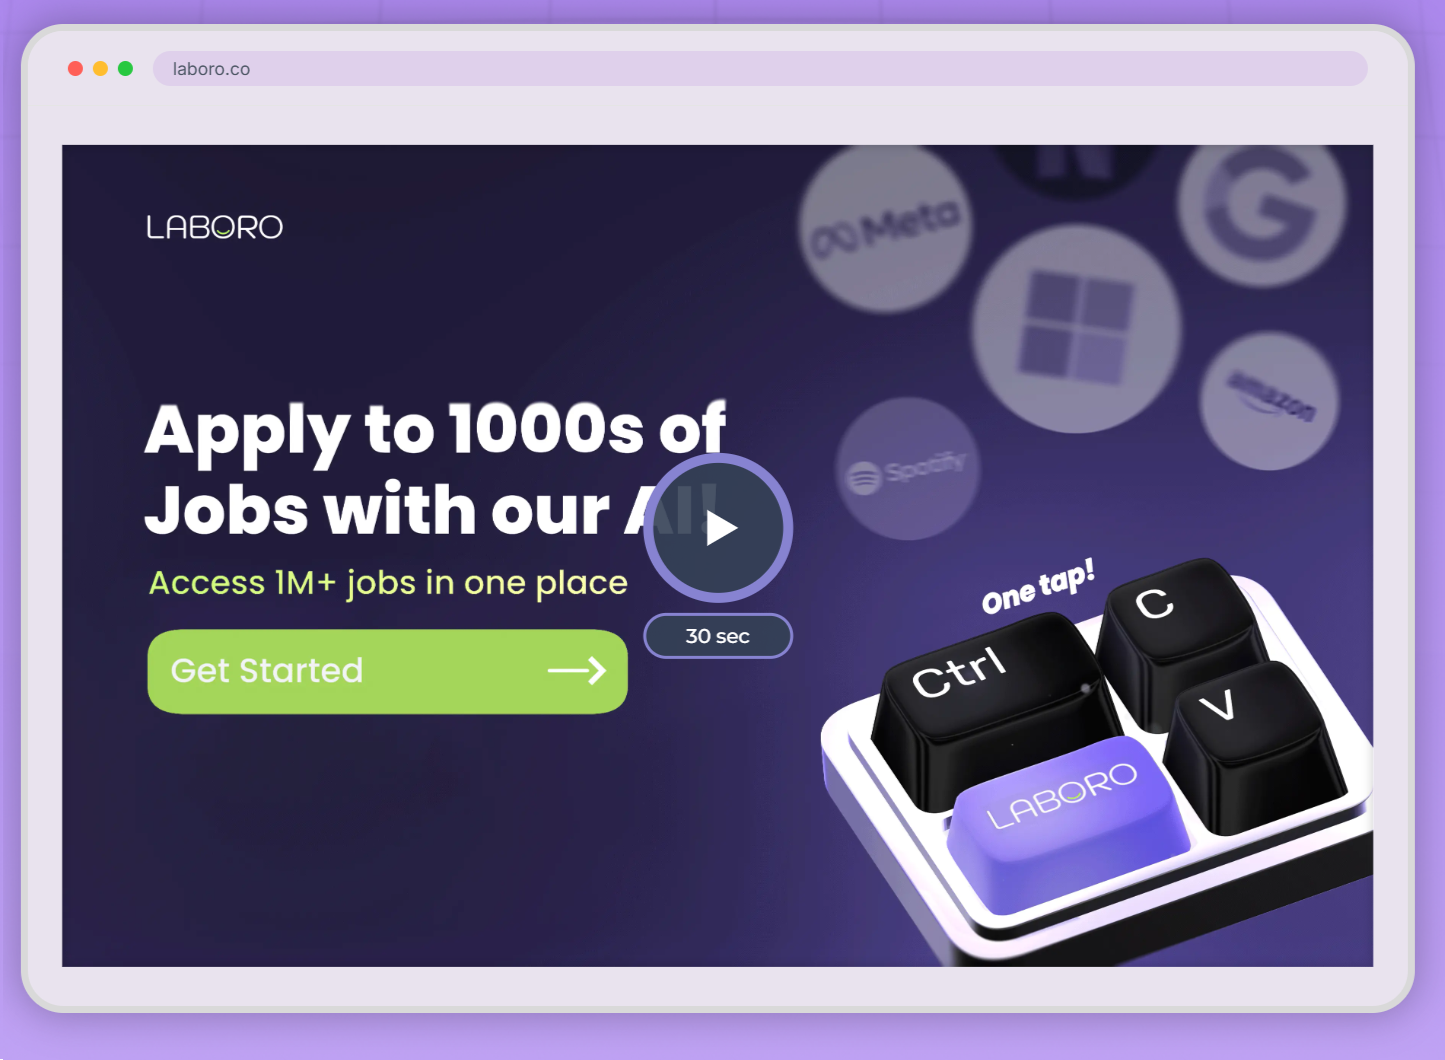 laboro.co
LABORO
Meta
G
amazon
Spotify
Apply to 1000s of
Jobs with our AI!
Access 1M+ jobs in one place
Get Started
30 sec
One tap!
Ctrl
C
V
LABORO